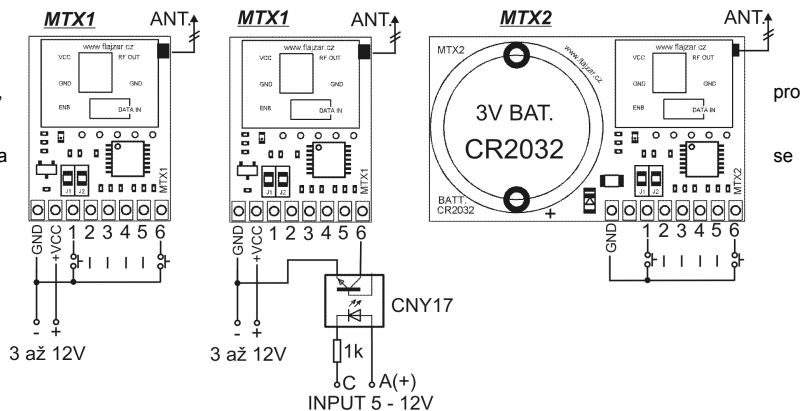 MTX1
ANT.
www.flajzar.cz
VCC
RF OUT
GND
GND
ENB
DATA IN
J1
J2
MTX1
GND
+VCC
1 2 3 4 5 6
- +
3 až 12V
MTX1
ANT.
www.flajzar.cz
VCC
RF OUT
GND
GND
ENB
DATA IN
J1
J2
MTX1
GND
+VCC
1 2 3 4 5 6
- +
3 až 12V
CNY17
1k
C
A(+)
INPUT 5 - 12V
MTX2
ANT.
MTX2
www.flajzar.cz
3V BAT.
CR2032
BATT.
CR2032
+
www.flajzar.cz
VCC
RF OUT
GND
GND
ENB
DATA IN
J1
J2
MTX2
GND
1 2 3 4 5 6
,
a
pro
se